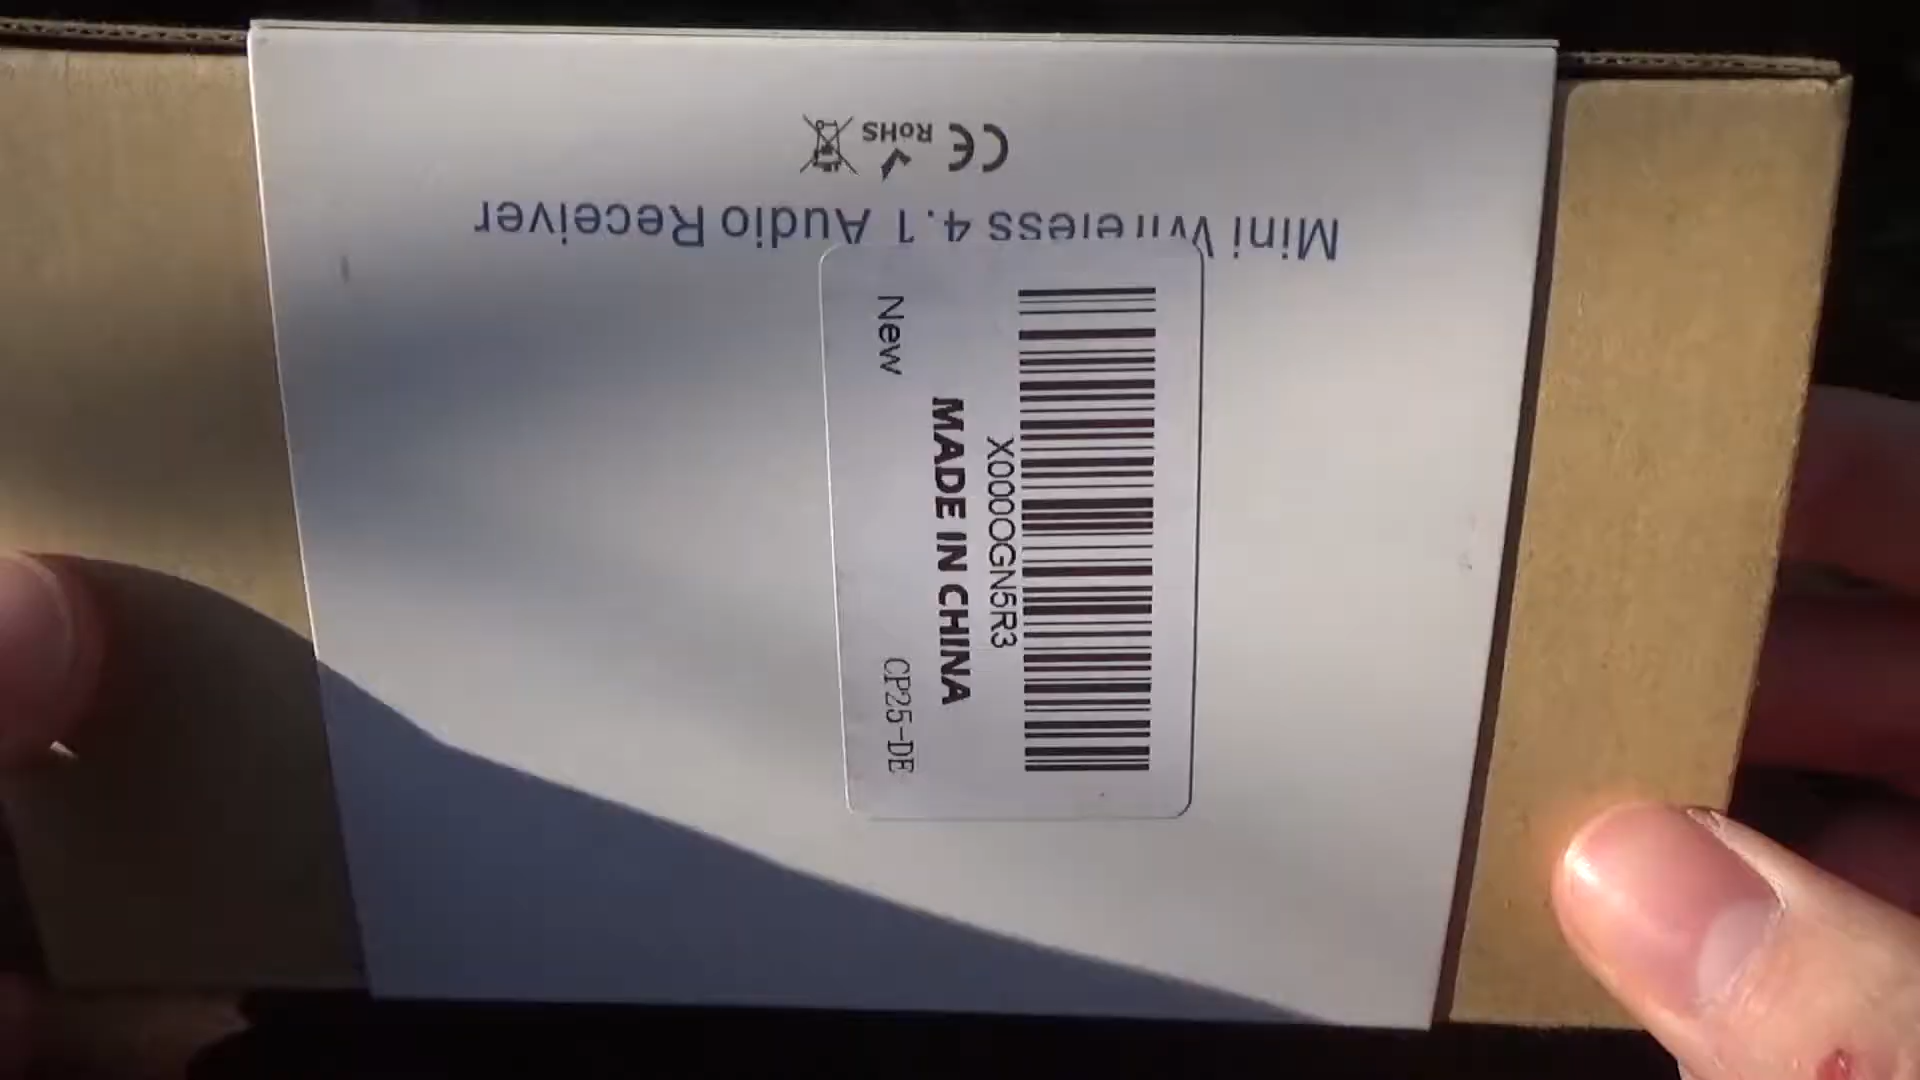 Mini Wireless 4.1 Audio Receiver
CE RoHS
X000OGN5R3
MADE IN CHINA
New
CP25-DE